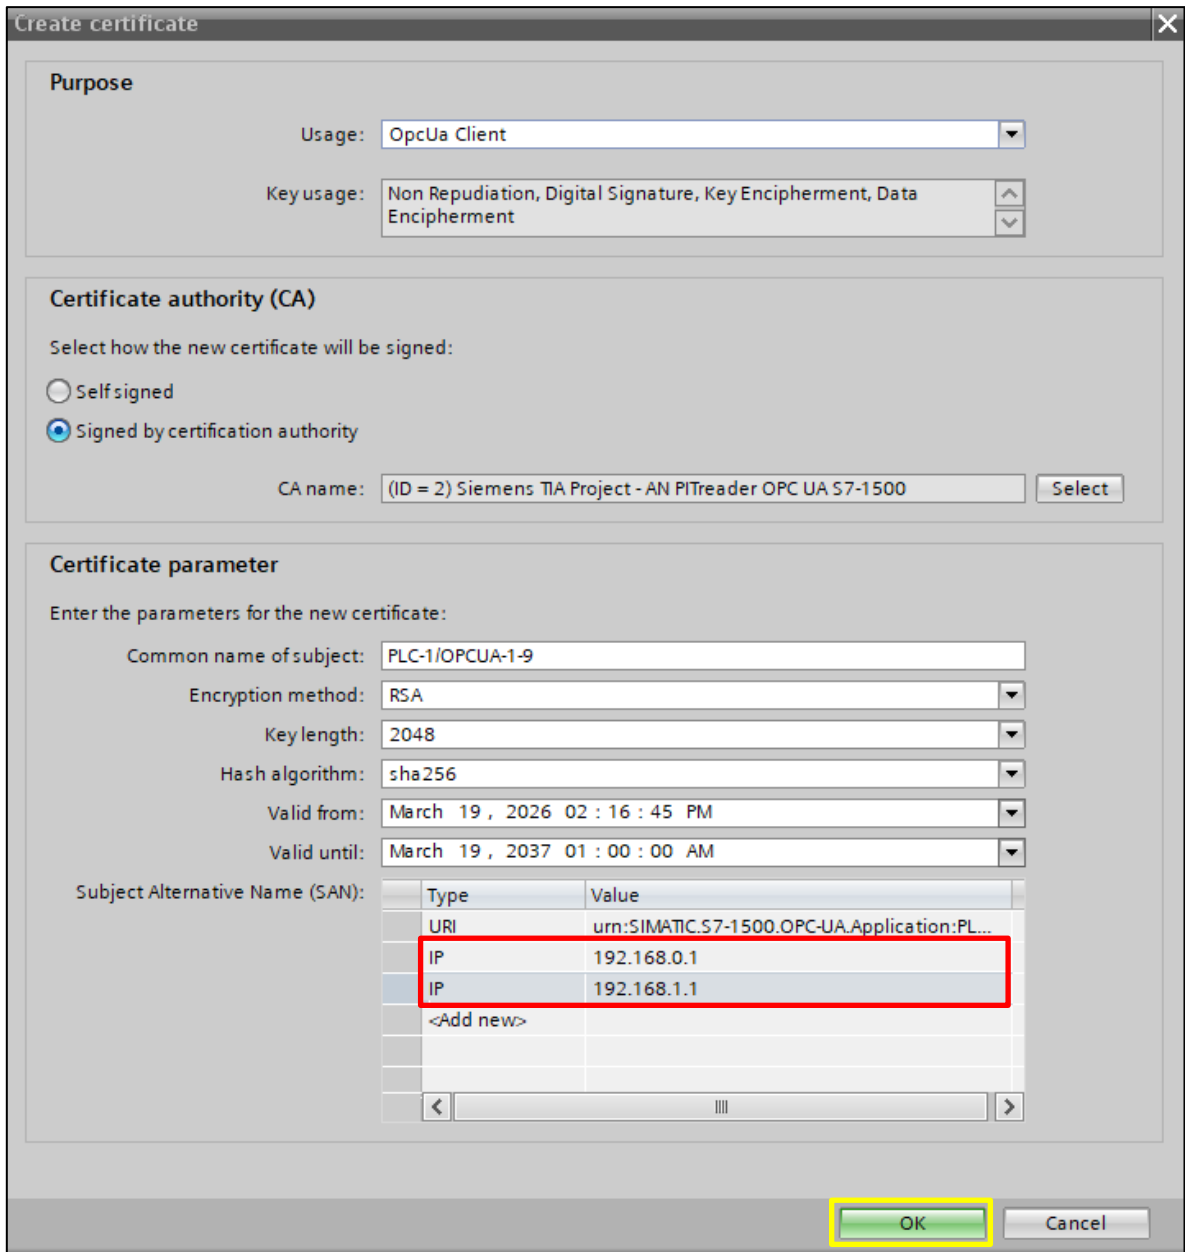 Create certificate
Purpose
Usage: OpcUa Client
Key usage: Non Repudiation, Digital Signature, Key Encipherment, Data
Encipherment
Certificate authority (CA)
Select how the new certificate will be signed:
Self signed
Signed by certification authority
CA name: (ID = 2) Siemens TIA Project - AN PITreader OPC UA S7-1500 Select
Certificate parameter
Enter the parameters for the new certificate:
Common name of subject: PLC-1/OPCUA-1-9
Encryption method: RSA
Key length: 2048
Hash algorithm: sha256
Valid from: March 19 , 2026 02 : 16 : 45 PM
Valid until: March 19 , 2037 01 : 00 : 00 AM
Subject Alternative Name (SAN): Type Value
URI urn:SIMATIC.S7-1500.OPC-UA.Application:PL...
IP 192.168.0.1
IP 192.168.1.1
<Add new>
OK Cancel